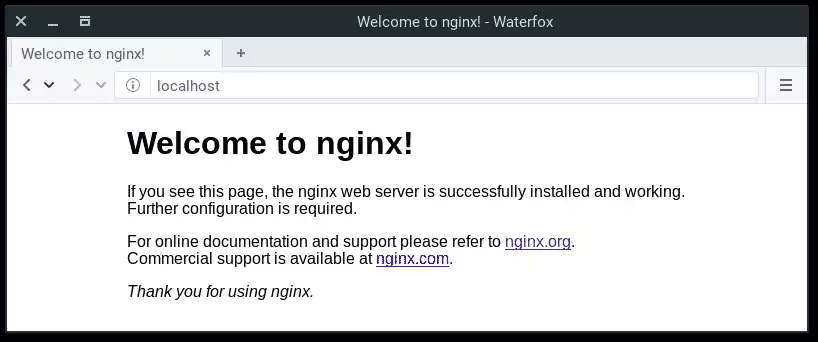 Welcome to nginx! - Waterfox
Welcome to nginx!
localhost
Welcome to nginx!
If you see this page, the nginx web server is successfully installed and working.
Further configuration is required.
For online documentation and support please refer to nginx.org.
Commercial support is available at nginx.com.
Thank you for using nginx.